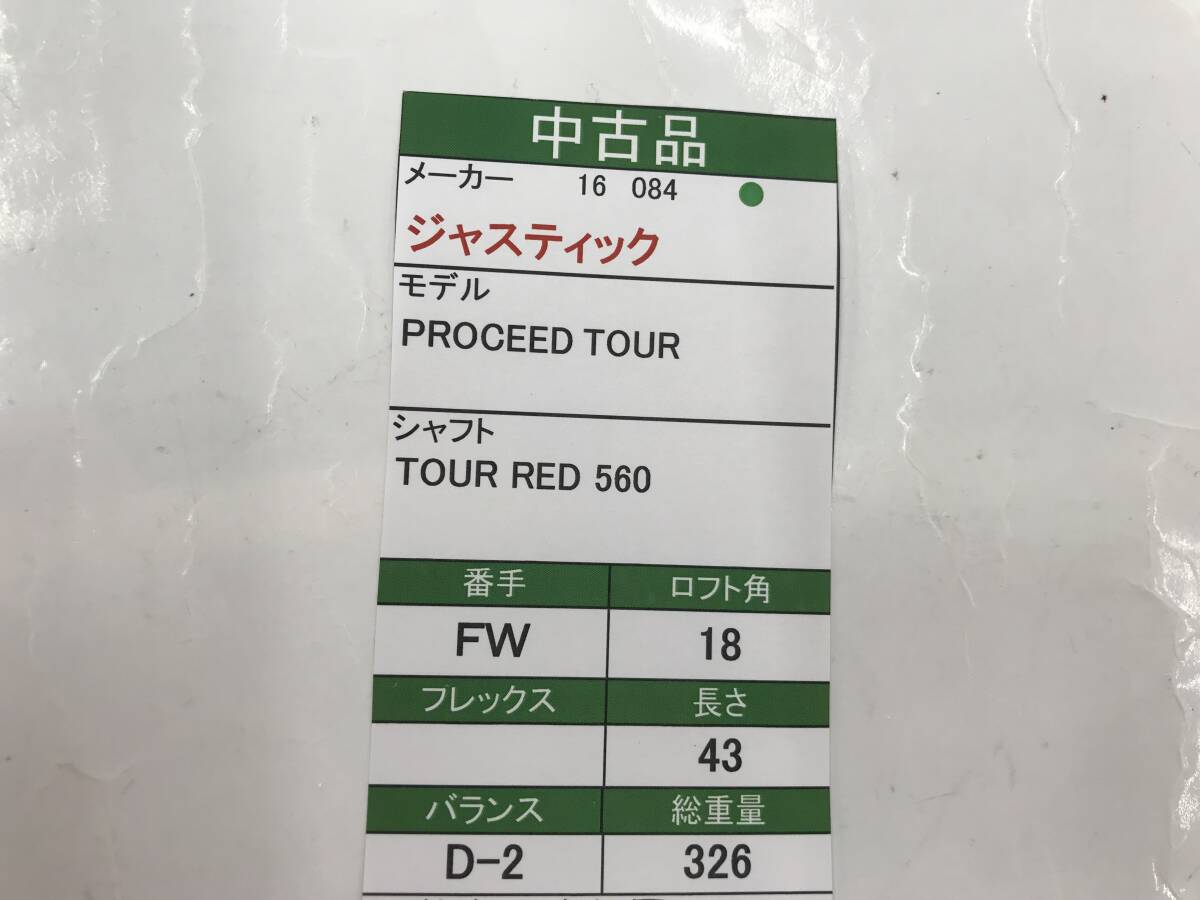 中古品
メーカー 16 084
ジャスティック
モデル
PROCEED TOUR
シャフト
TOUR RED 560
番手 ロフト角
FW 18
フレックス 長さ
43
バランス 総重量
D-2 326